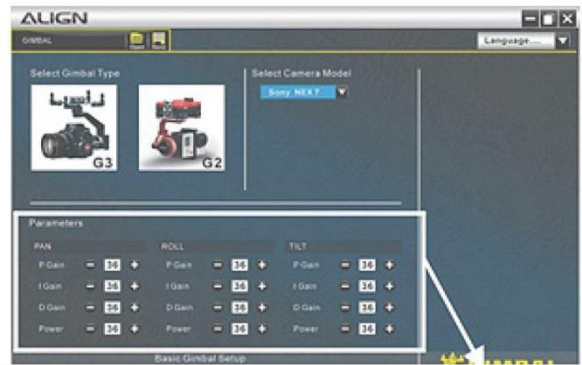 ALIGN
GIMBAL Open Save Language....
Select Gimbal Type Select Camera Model
Sony NEX7
G3 G2
Parameters
PAN ROLL TILT
P Gain - 36 + P Gain - 36 + P Gain - 36 +
I Gain - 36 + I Gain - 36 + I Gain - 36 +
D Gain - 36 + D Gain - 36 + D Gain - 36 +
Power - 36 + Power - 36 + Power - 36 +
Basic Gimbal Setup
GIMBAL